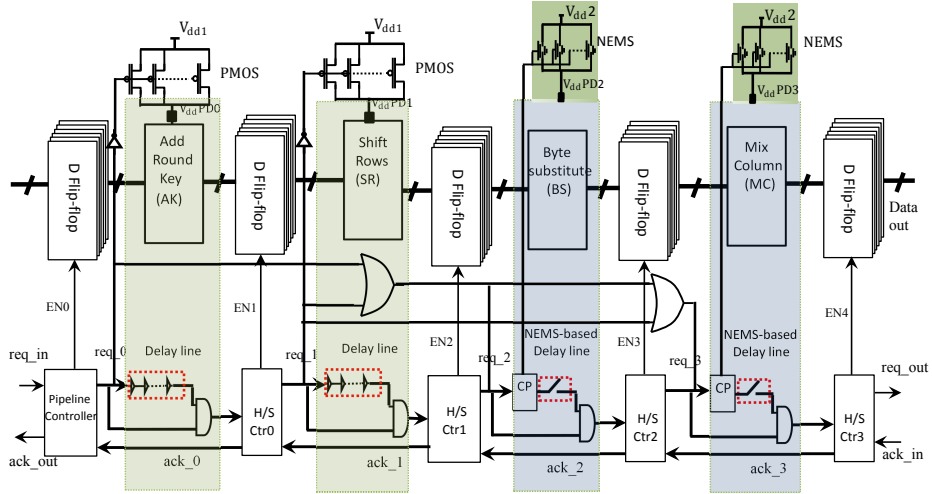 Vdd1
PMOS
Vdd1
PMOS
Vdd2
NEMS
Vdd2
NEMS
VddPD0
VddPD1
VddPD2
VddPD3
D Flip-flop
Add
Round
Key
(AK)
D Flip-flop
Shift
Rows
(SR)
D Flip-flop
Byte
substitute
(BS)
D Flip-flop
Mix
Column
(MC)
D Flip-flop
Data
out
EN0
EN1
EN2
EN3
EN4
req_in
req_0
Delay line
req_1
Delay line
req_2
NEMS-based
Delay line
req_3
NEMS-based
Delay line
req_out
Pipeline
Controller
H/S
Ctr0
H/S
Ctr1
CP
H/S
Ctr2
CP
H/S
Ctr3
ack_out
ack_0
ack_1
ack_2
ack_3
ack_in